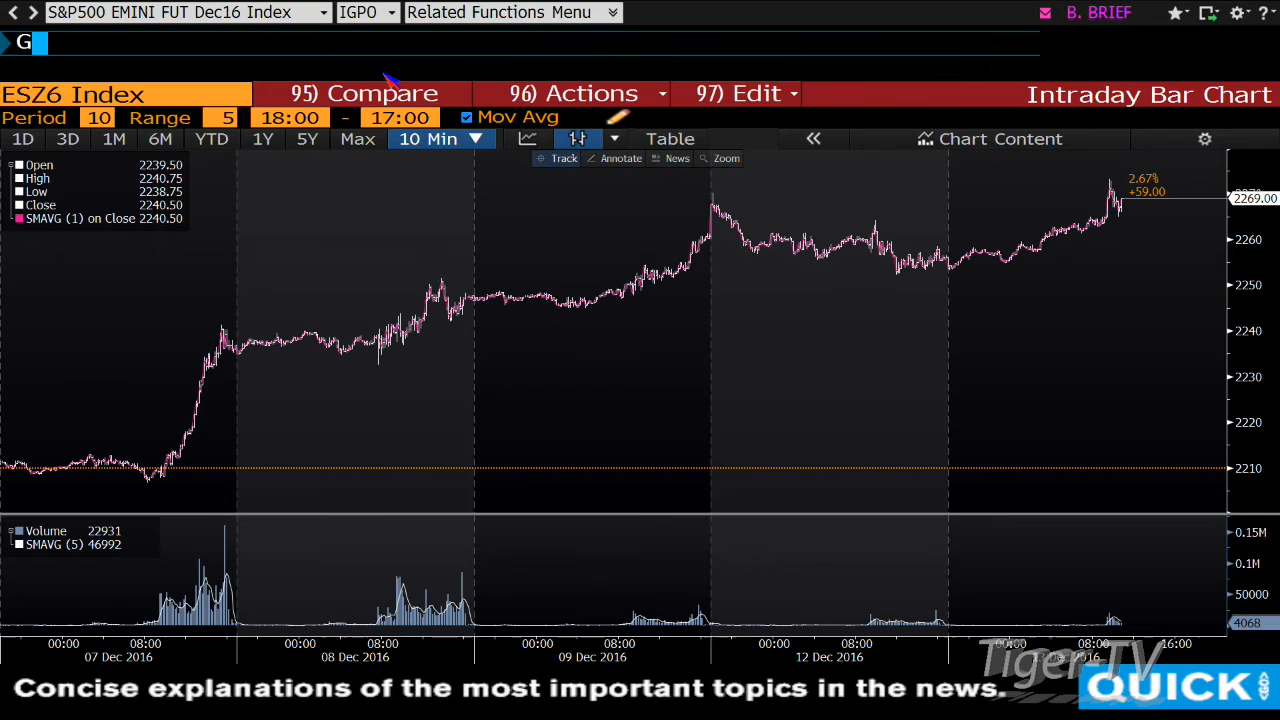 S&P500 EMINI FUT Dec16 Index IGPO Related Functions Menu B. BRIEF
G
ESZ6 Index 95) Compare 96) Actions 97) Edit Intraday Bar Chart
Period 10 Range 5 18:00 - 17:00 Mov Avg
1D 3D 1M 6M YTD 1Y 5Y Max 10 Min Table Chart Content
Track Annotate News Zoom
Open 2239.50
High 2240.75
Low 2238.75
Close 2240.50
SMAVG (1) on Close 2240.50
2.67%
+59.00
2269.00
2260
2250
2240
2230
2220
2210
Volume 22931
SMAVG (5) 46992
0.15M
0.1M
50000
4068
00:00 08:00 00:00 08:00 00:00 08:00 00:00 08:00 00:00 08:00 16:00
07 Dec 2016 08 Dec 2016 09 Dec 2016 12 Dec 2016 2016
Tiger-TV
Concise explanations of the most important topics in the news.
QUICK